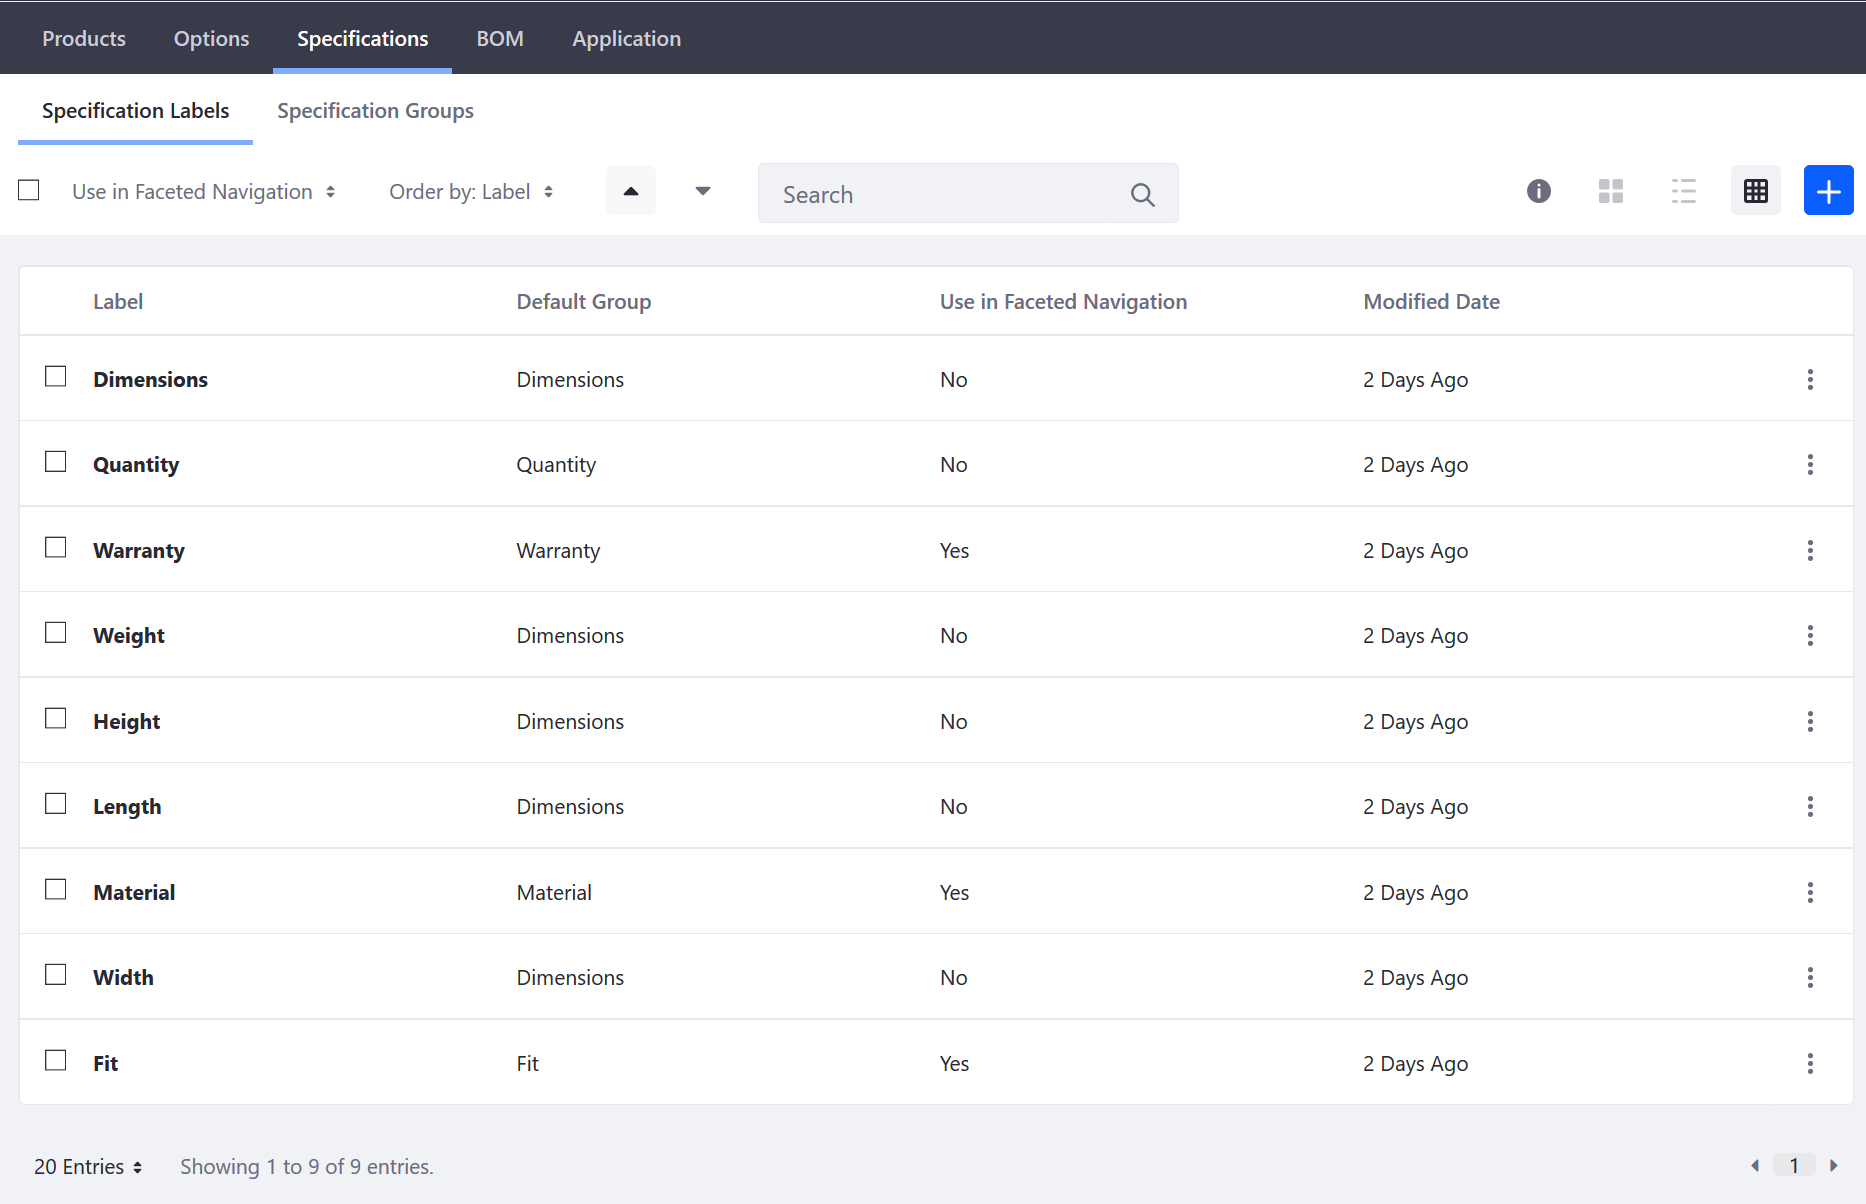 Products Options Specifications BOM Application
Specification Labels Specification Groups
Use in Faceted Navigation Order by: Label Search
Label Default Group Use in Faceted Navigation Modified Date
Dimensions Dimensions No 2 Days Ago
Quantity Quantity No 2 Days Ago
Warranty Warranty Yes 2 Days Ago
Weight Dimensions No 2 Days Ago
Height Dimensions No 2 Days Ago
Length Dimensions No 2 Days Ago
Material Material Yes 2 Days Ago
Width Dimensions No 2 Days Ago
Fit Fit Yes 2 Days Ago
20 Entries Showing 1 to 9 of 9 entries. 1